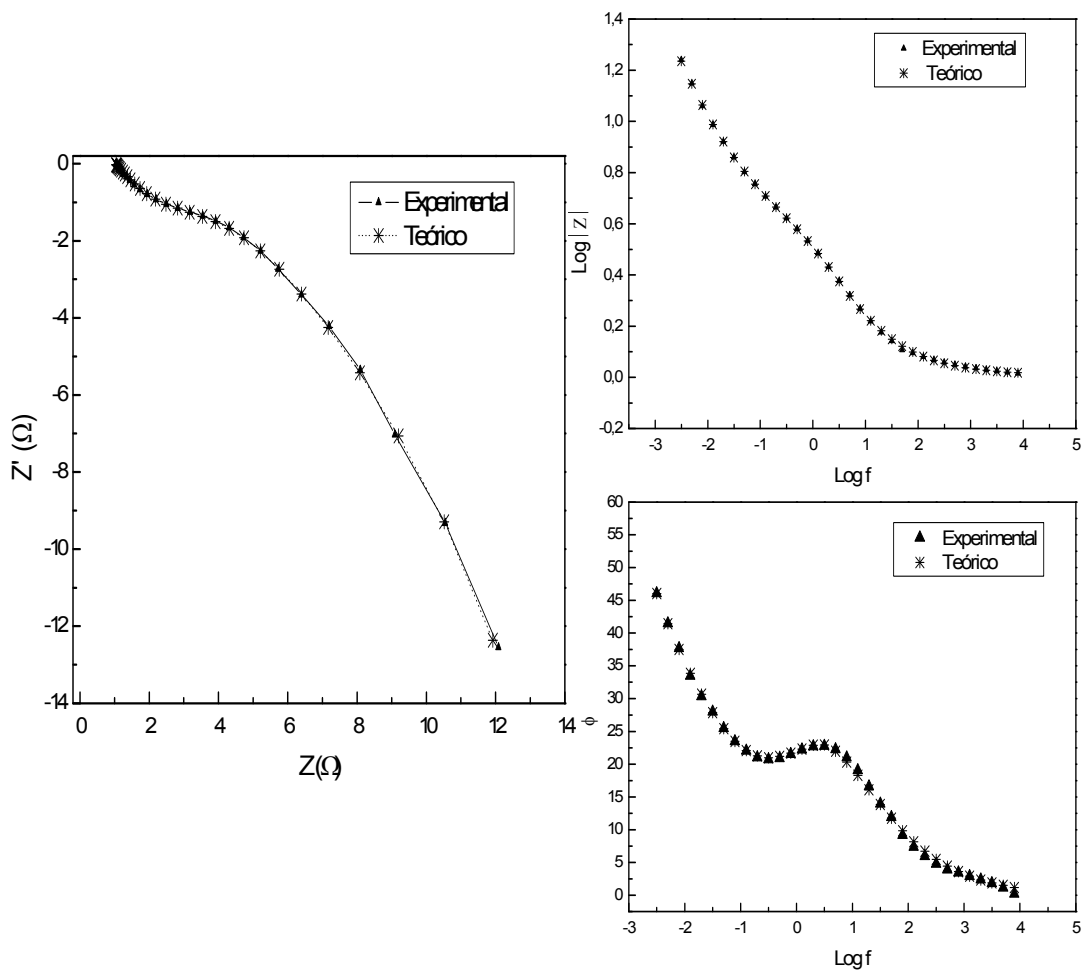 0
-2
-4
-6
-8
-10
-12
-14
0 2 4 6 8 10 12 14
Z' (Ω)
Z(Ω)
Experimental
Teórico
1,4
1,2
1,0
0,8
0,6
0,4
0,2
0,0
-0,2
-3 -2 -1 0 1 2 3 4 5
Log |Z|
Log f
Experimental
Teórico
60
55
50
45
40
35
30
25
20
15
10
5
0
-3 -2 -1 0 1 2 3 4 5
ϕ
Log f
Experimental
Teórico